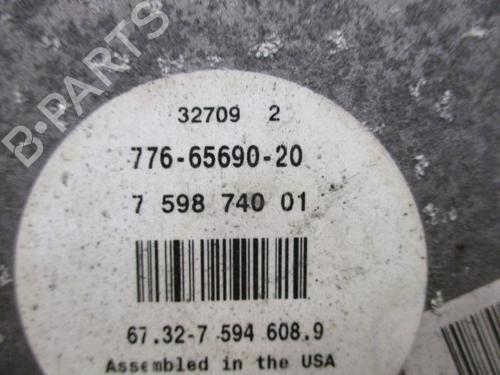 B-PARTS
32709 2
776-65690-20
7 598 740 01
67.32-7 594 608.9
Assembled in the USA